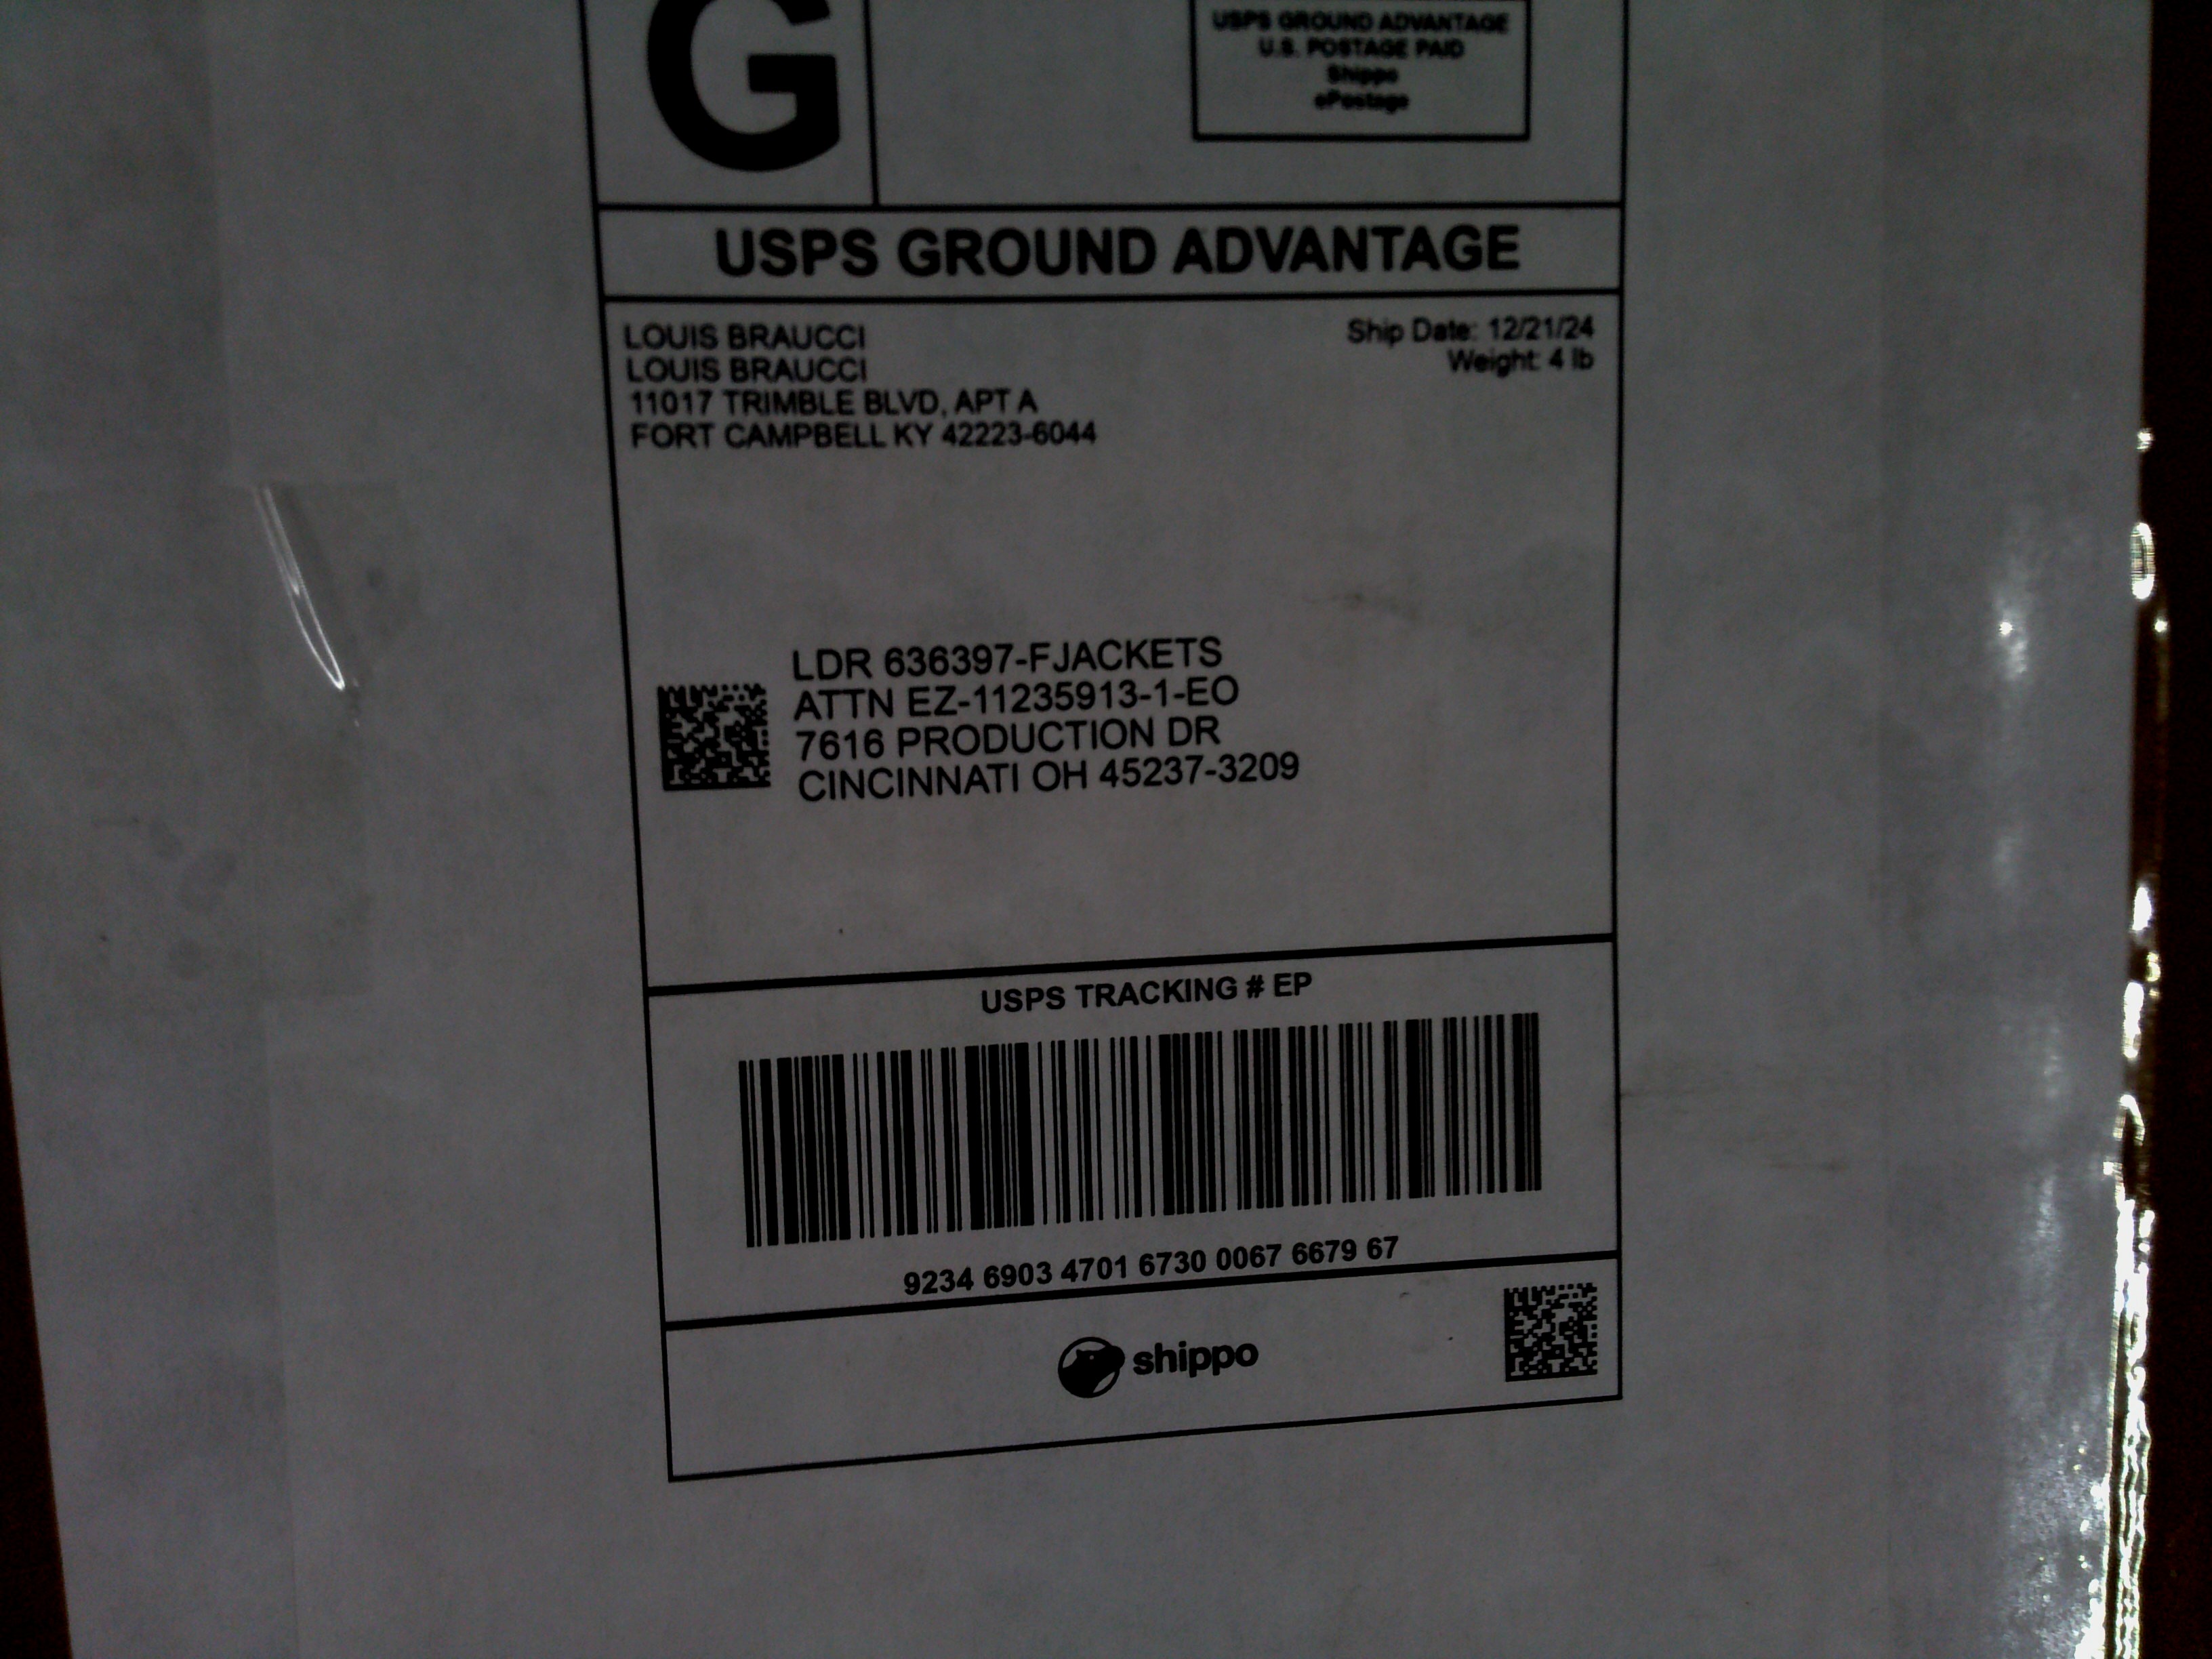 G
USPS GROUND ADVANTAGE
U.S. POSTAGE PAID
Shippo
ePostage
USPS GROUND ADVANTAGE
LOUIS BRAUCCI
LOUIS BRAUCCI
11017 TRIMBLE BLVD, APT A
FORT CAMPBELL KY 42223-6044
Ship Date: 12/21/24
Weight: 4 lb
LDR 636397-FJACKETS
ATTN EZ-11235913-1-EO
7616 PRODUCTION DR
CINCINNATI OH 45237-3209
USPS TRACKING # EP
9234 6903 4701 6730 0067 6679 67
shippo